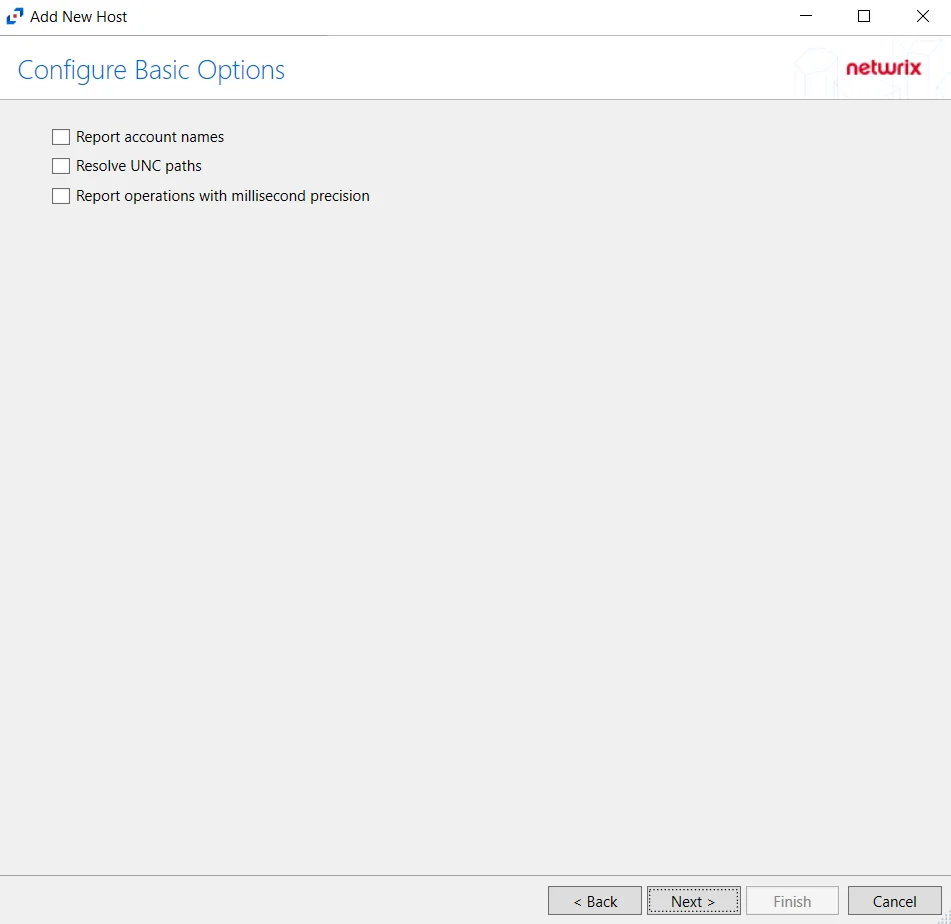 Add New Host
Configure Basic Options
netwrix
Report account names
Resolve UNC paths
Report operations with millisecond precision
< Back
Next >
Finish
Cancel